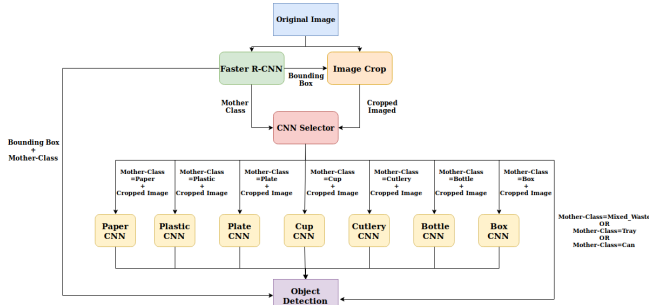 Original Image
Faster R-CNN
Bounding
Box
Image Crop
Mother
Class
Cropped
Imaged
CNN Selector
Bounding Box
+
Mother-Class
Mother-Class
=Paper
+
Cropped Image
Mother-Class
=Plastic
+
Cropped Image
Mother-Class
=Plate
+
Cropped Image
Mother-Class
=Cup
+
Cropped Image
Mother-Class
=Cutlery
+
Cropped Image
Mother-Class
=Bottle
+
Cropped Image
Mother-Class
=Box
+
Cropped Image
Mother-Class=Mixed_Waste
OR
Mother-Class=Tray
OR
Mother-Class=Can
Paper
CNN
Plastic
CNN
Plate
CNN
Cup
CNN
Cutlery
CNN
Bottle
CNN
Box
CNN
Object
Detection